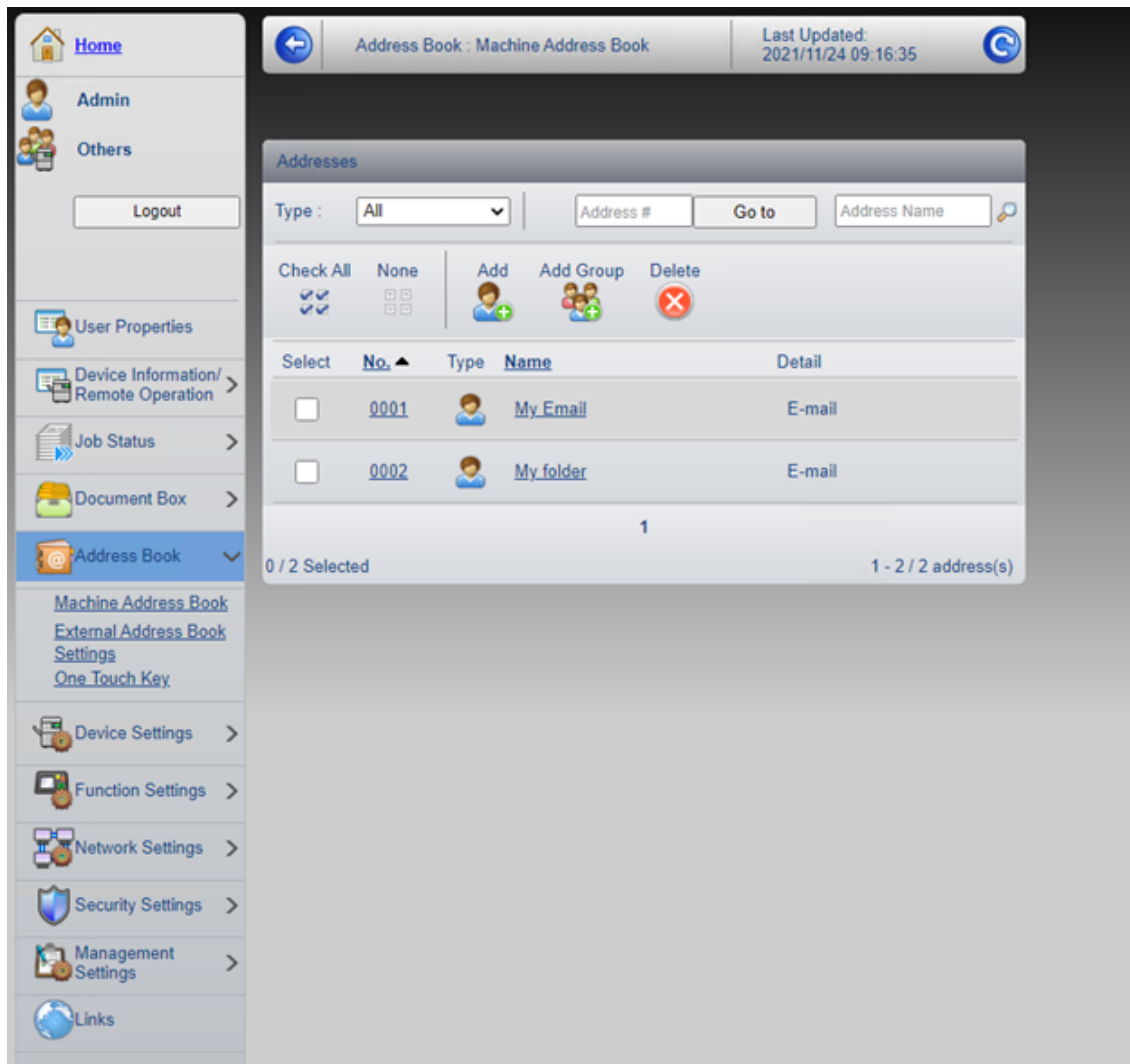 Home
Admin
Others
Logout
User Properties
Device Information/
Remote Operation
Job Status
Document Box
Address Book
Machine Address Book
External Address Book
Settings
One Touch Key
Device Settings
Function Settings
Network Settings
Security Settings
Management
Settings
Links
Address Book : Machine Address Book
Last Updated:
2021/11/24 09:16:35
Addresses
Type : All Address # Go to Address Name
Check All None Add Add Group Delete
Select No. Type Name Detail
0001 My Email E-mail
0002 My folder E-mail
1
0 / 2 Selected 1 - 2 / 2 address(s)